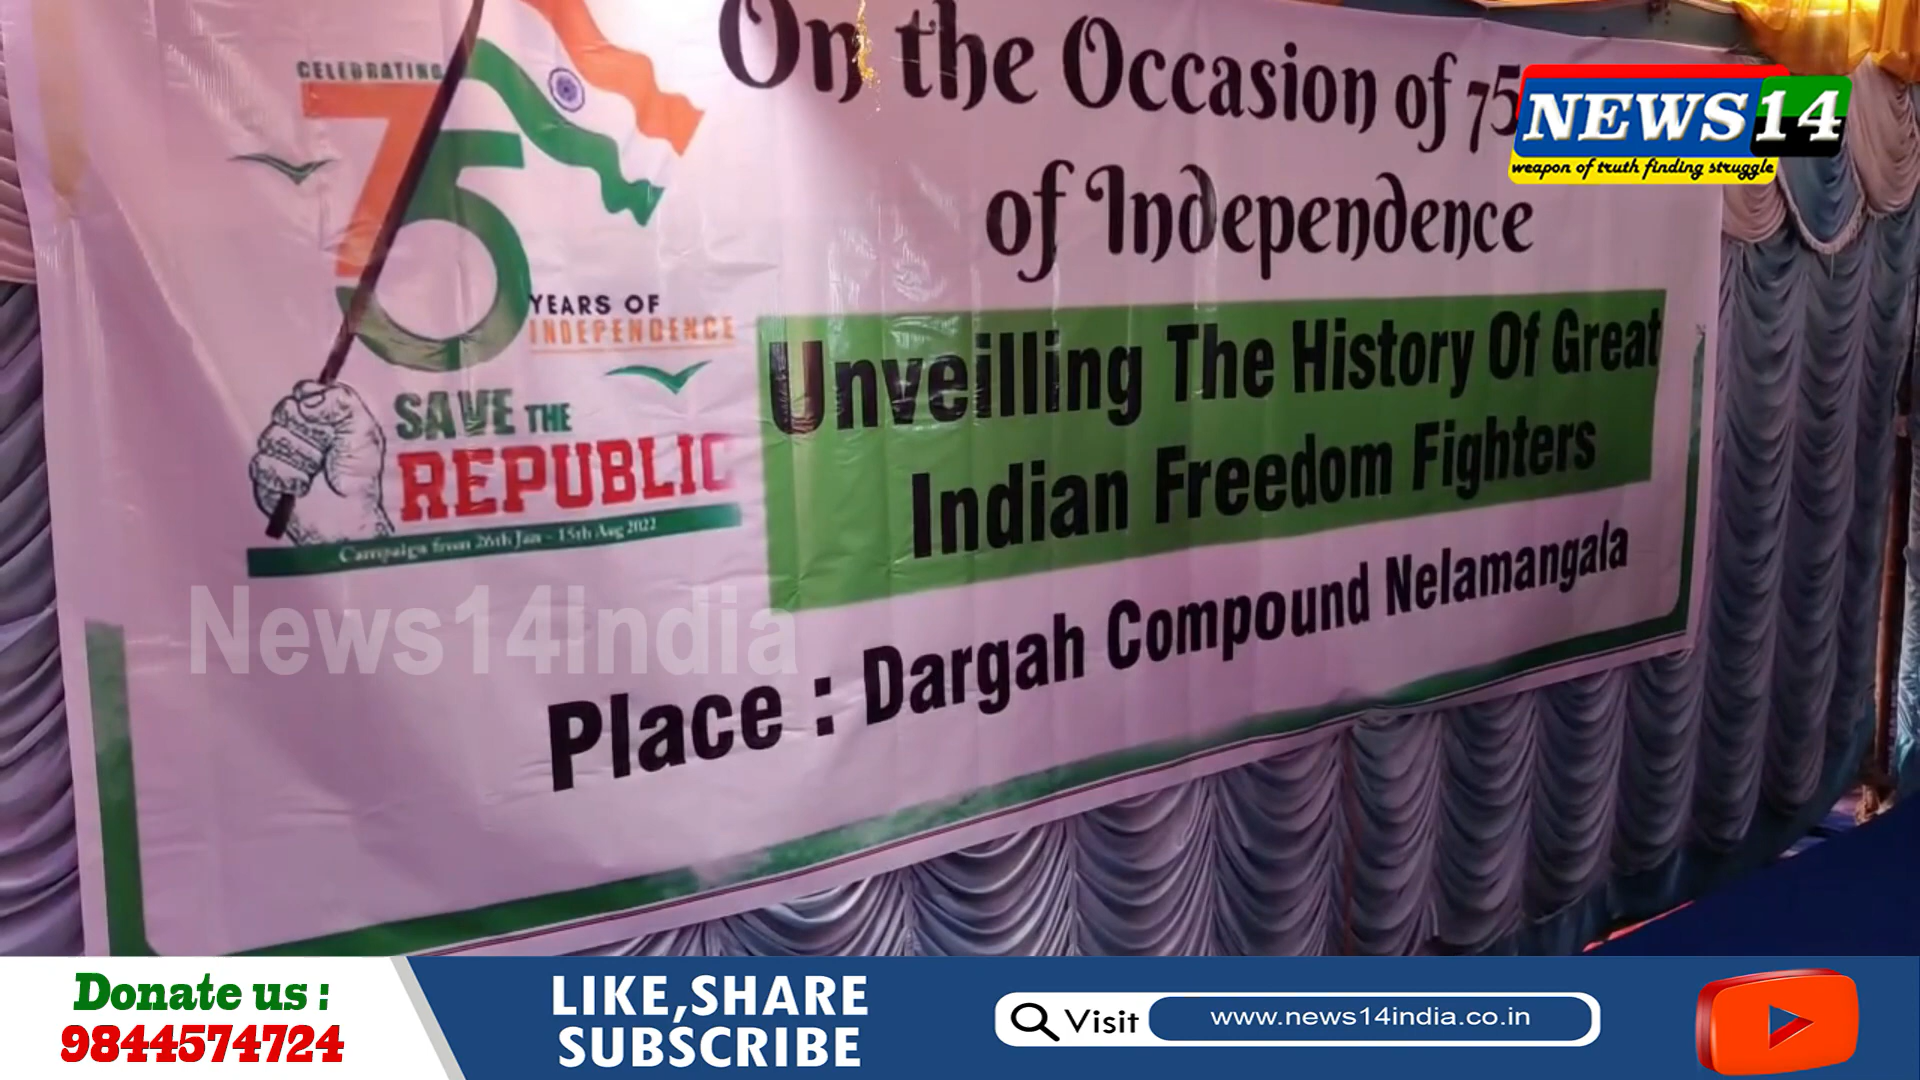 CELEBRATING
75
YEARS OF
INDEPENDENCE
SAVE THE
REPUBLIC
Campaign from 26th Jan - 15th Aug 2022
On the Occasion of 75
of Independence
Unveilling The History Of Great
Indian Freedom Fighters
Place : Dargah Compound Nelamangala
NEWS14
weapon of truth finding struggle
News14India
Donate us :
9844574724
LIKE,SHARE
SUBSCRIBE
Visit www.news14india.co.in